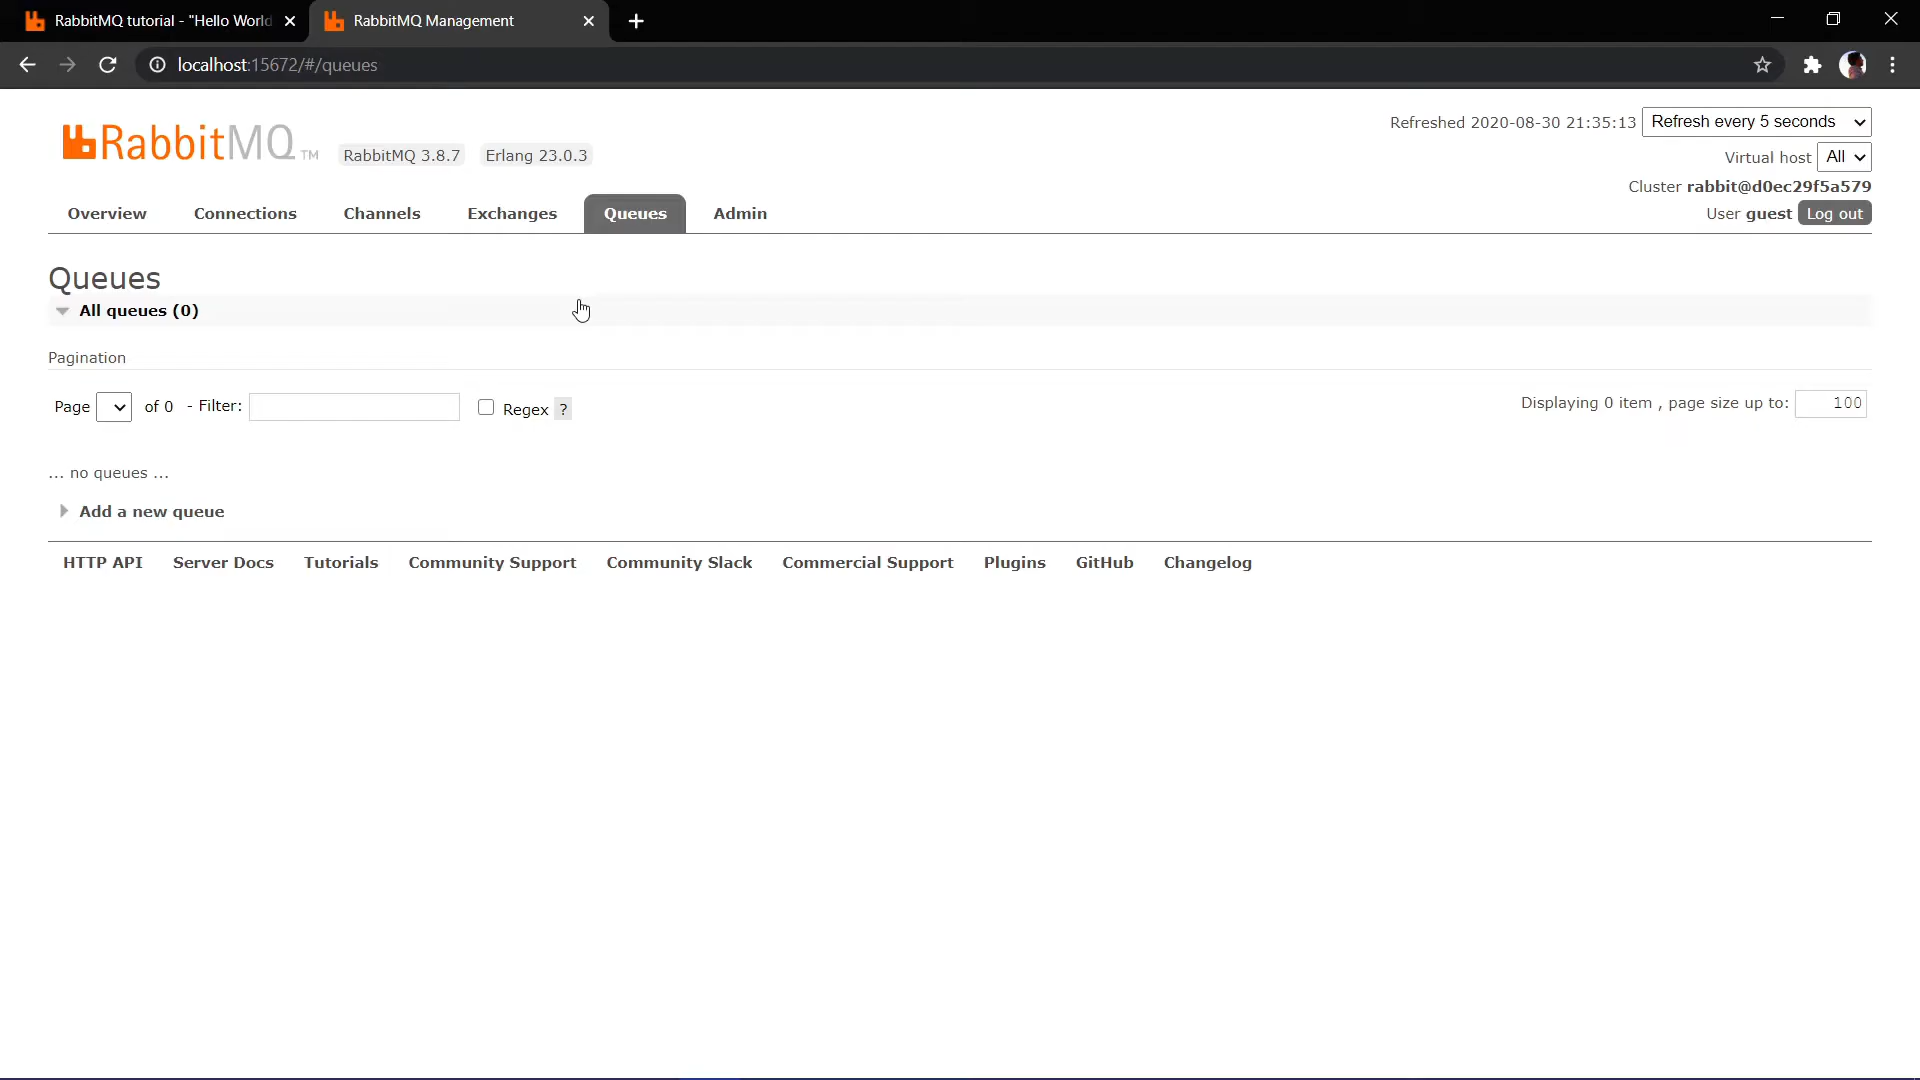 RabbitMQ tutorial - "Hello World
RabbitMQ Management
localhost:15672/#/queues
RabbitMQ TM
RabbitMQ 3.8.7
Erlang 23.0.3
Refreshed 2020-08-30 21:35:13
Refresh every 5 seconds
Virtual host All
Cluster rabbit@d0ec29f5a579
User guest Log out
Overview
Connections
Channels
Exchanges
Queues
Admin
Queues
All queues (0)
Pagination
Page of 0 - Filter: Regex ?
Displaying 0 item , page size up to: 100
... no queues ...
Add a new queue
HTTP API
Server Docs
Tutorials
Community Support
Community Slack
Commercial Support
Plugins
GitHub
Changelog